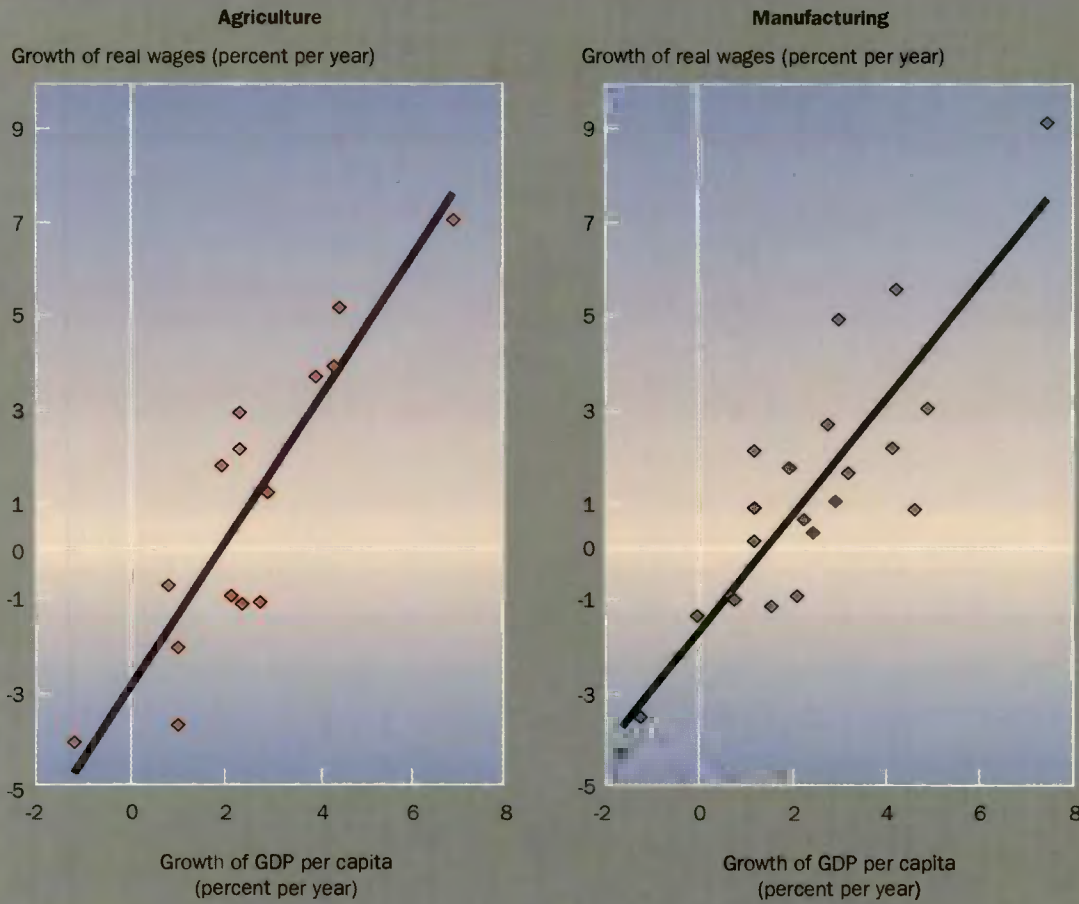 Agriculture
Growth of real wages (percent per year)
9
7
5
3
1
0
-1
-3
-5
-2 0 2 4 6 8
Growth of GDP per capita
(percent per year)
Manufacturing
Growth of real wages (percent per year)
9
7
5
3
1
0
-1
-3
-5
-2 0 2 4 6 8
Growth of GDP per capita
(percent per year)